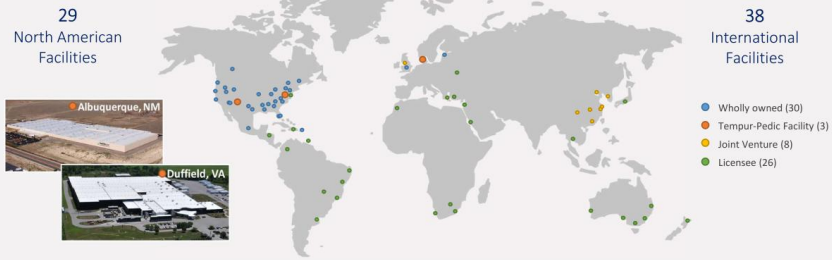 29
North American
Facilities
Albuquerque, NM
Duffield, VA
38
International
Facilities
Wholly owned (30)
Tempur-Pedic Facility (3)
Joint Venture (8)
Licensee (26)